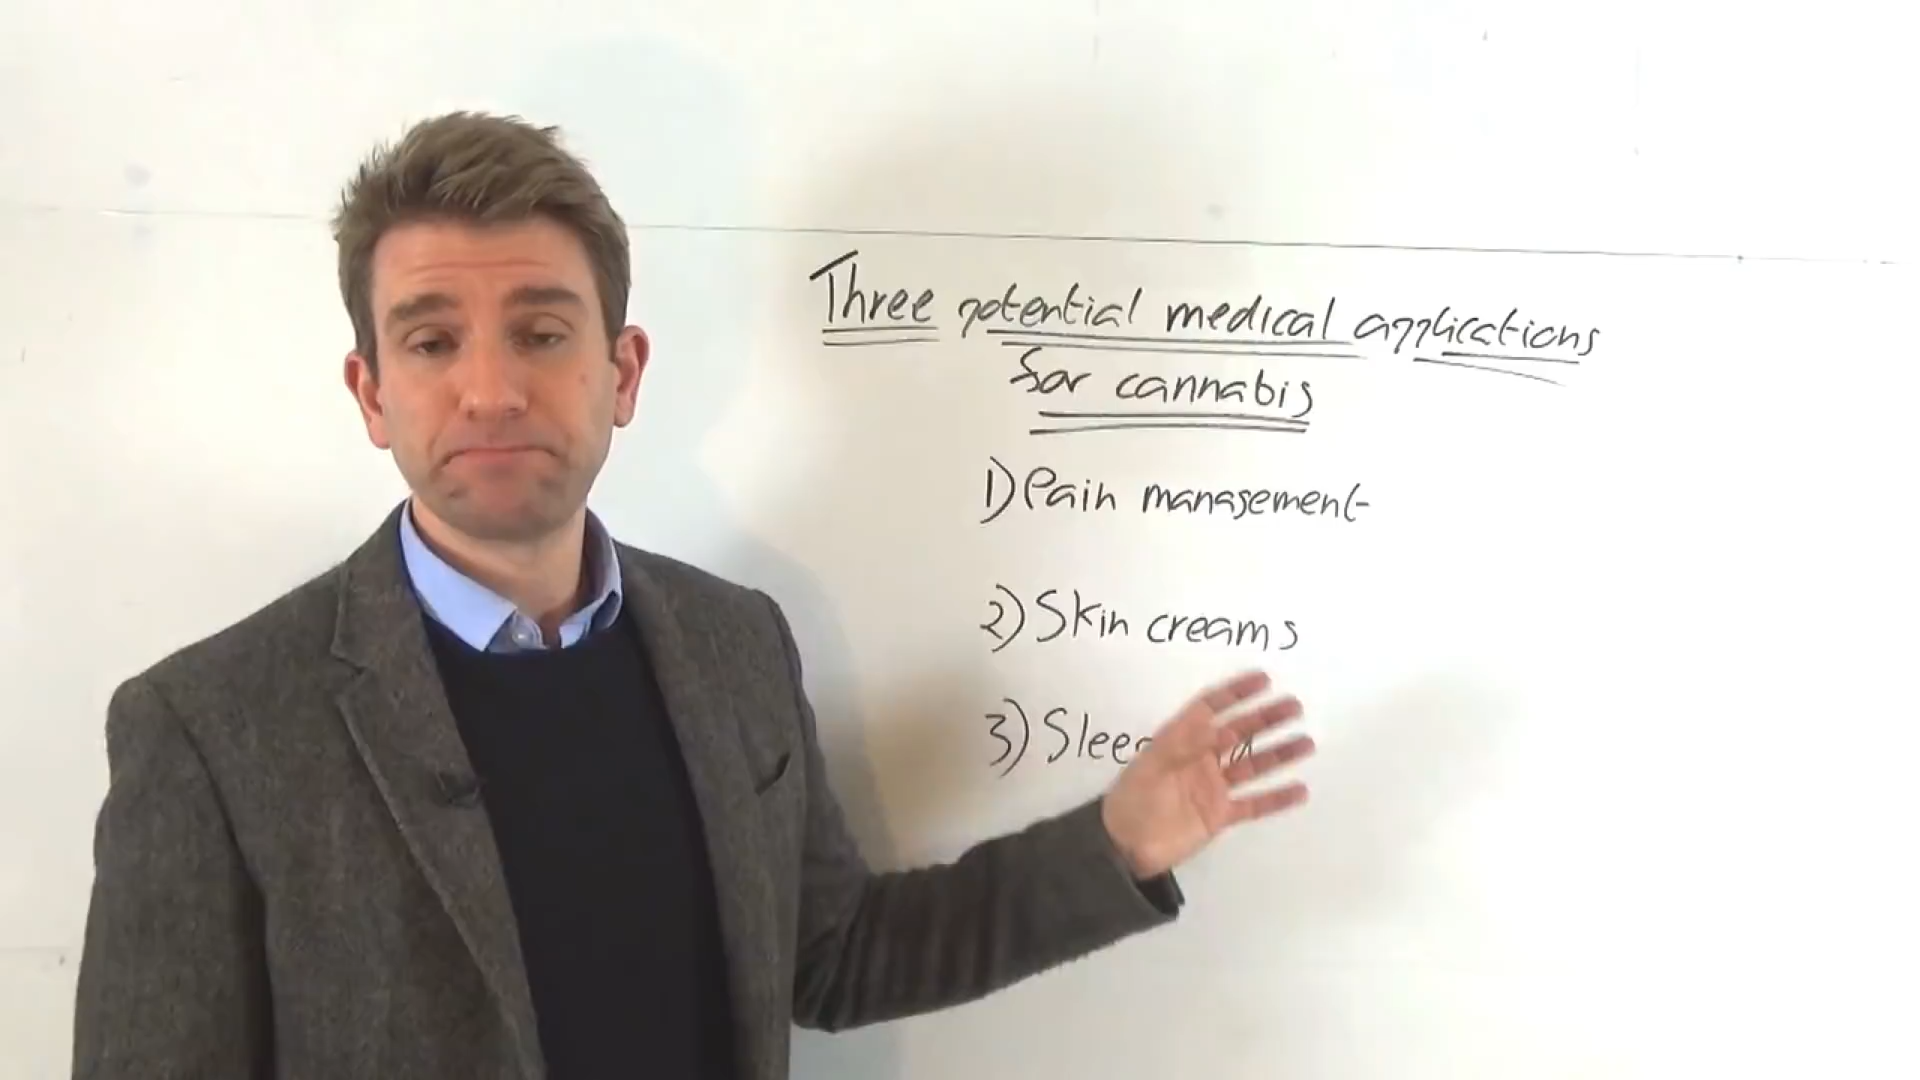 Three potential medical applications
for cannabis
1) Pain management
2) Skin creams
3)